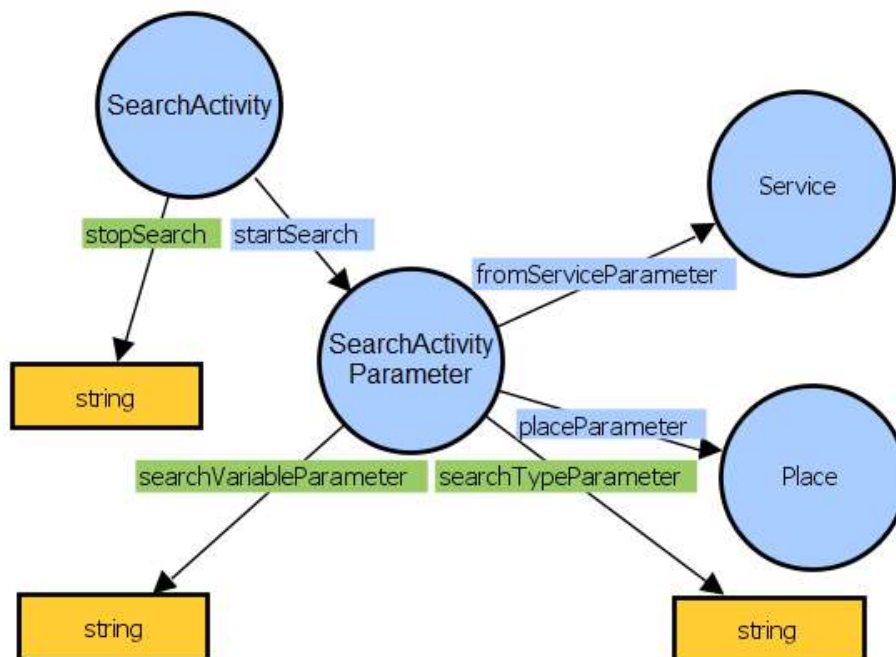 SearchActivity
Service
stopSearch
startSearch
fromServiceParameter
SearchActivity
Parameter
string
placeParameter
searchVariableParameter
searchTypeParameter
Place
string
string